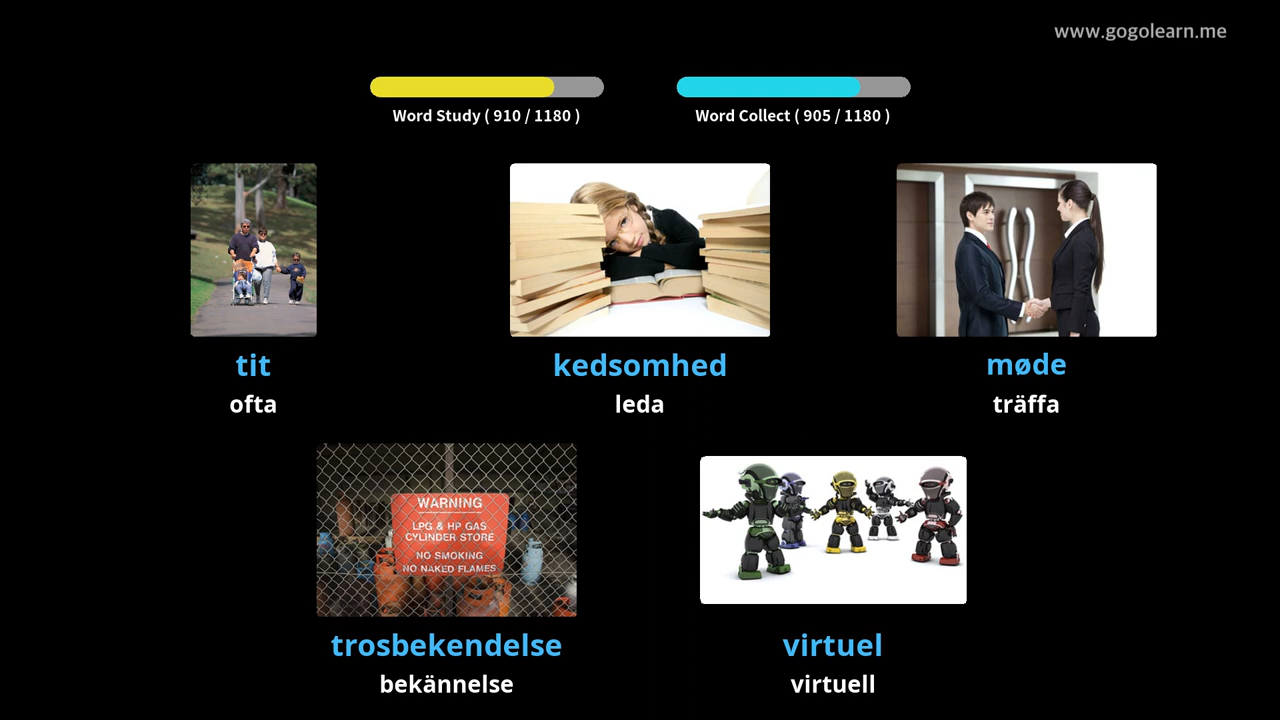 www.gogolearn.me
Word Study ( 910 / 1180 )
Word Collect ( 905 / 1180 )
tit
ofta
kedsomhed
leda
møde
träffa
WARNING
LPG & HP GAS
CYLINDER STORE
NO SMOKING
NO NAKED FLAMES
trosbekendelse
bekännelse
virtuel
virtuell